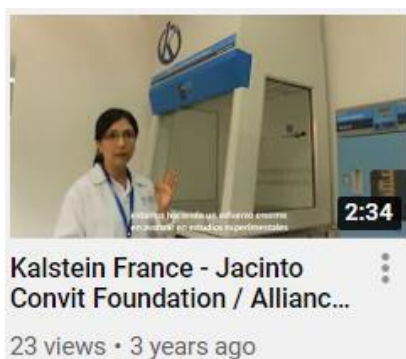 estamos haciendo un esfuerzo enorme
en avanzar en estudios experimentales
2:34
Kalstein France - Jacinto
Convit Foundation / Allianc...
23 views • 3 years ago